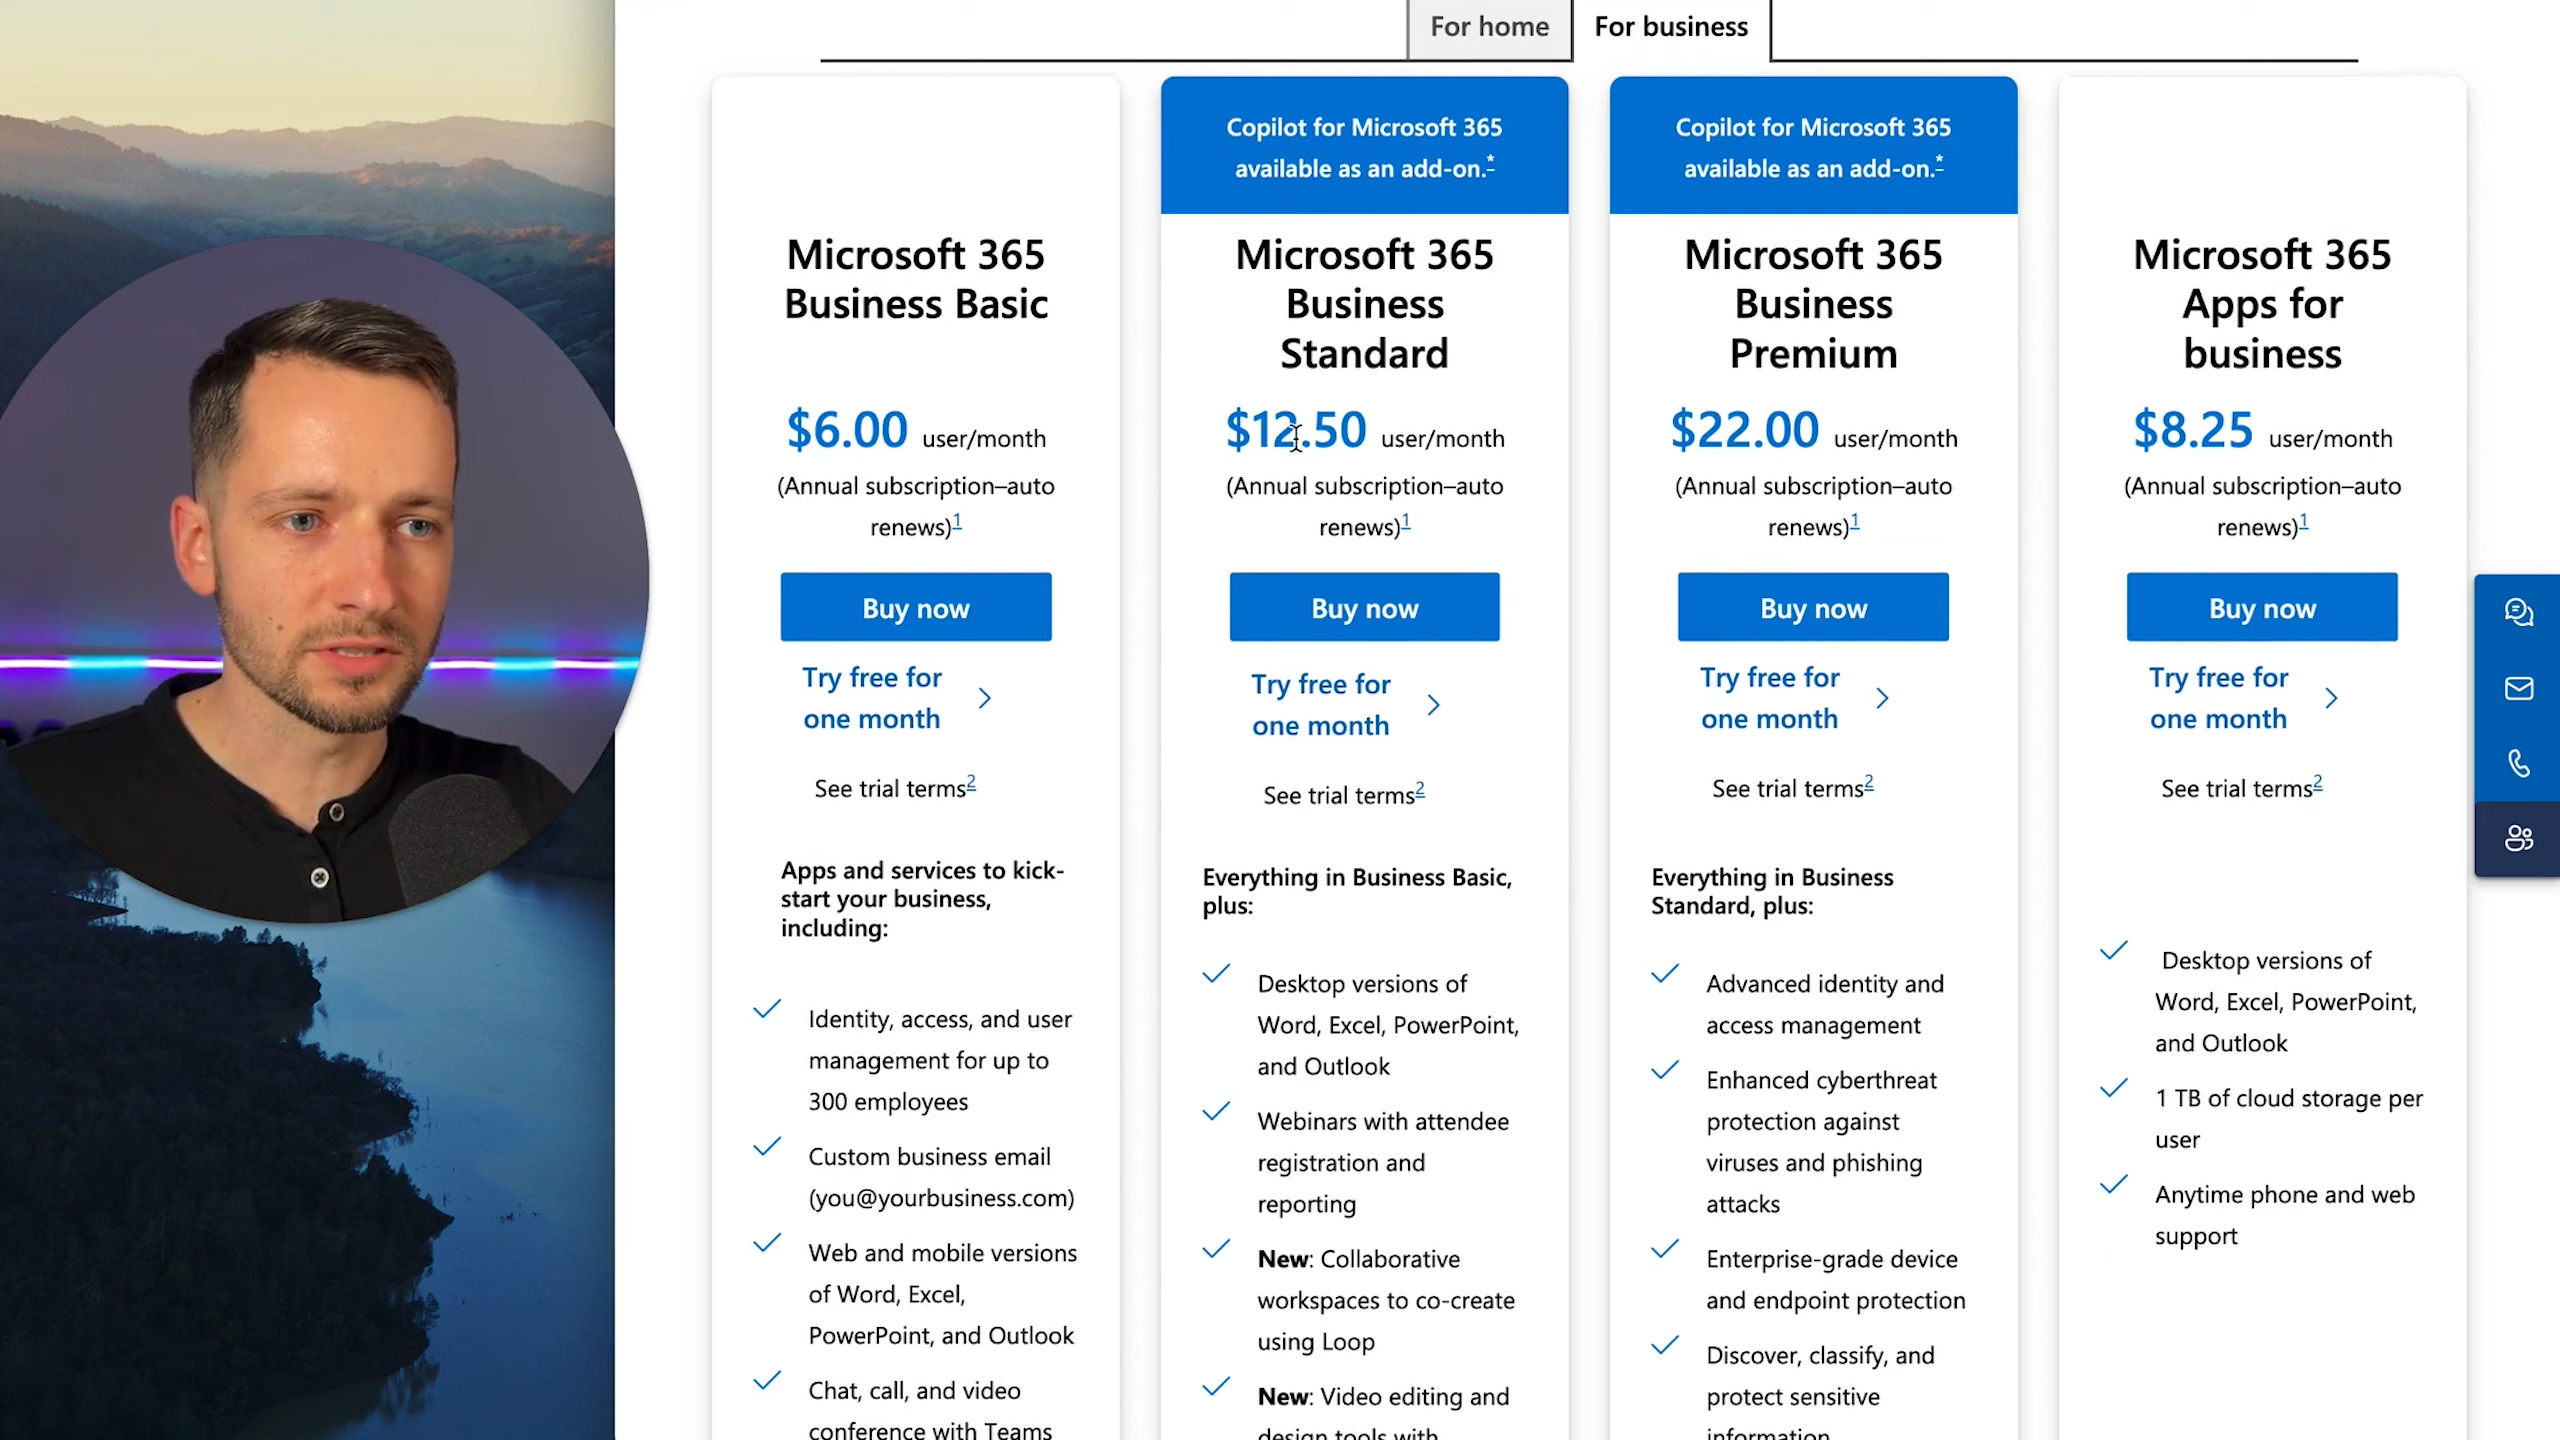 For home
For business
Microsoft 365
Business Basic
$6.00 user/month
(Annual subscription–auto
renews)1
Buy now
Try free for
one month
See trial terms2
Apps and services to kick-
start your business,
including:
Identity, access, and user
management for up to
300 employees
Custom business email
(you@yourbusiness.com)
Web and mobile versions
of Word, Excel,
PowerPoint, and Outlook
Chat, call, and video
conference with Teams
Copilot for Microsoft 365
available as an add-on.*
Microsoft 365
Business
Standard
$12.50 user/month
(Annual subscription–auto
renews)1
Buy now
Try free for
one month
See trial terms2
Everything in Business Basic,
plus:
Desktop versions of
Word, Excel, PowerPoint,
and Outlook
Webinars with attendee
registration and
reporting
New: Collaborative
workspaces to co-create
using Loop
New: Video editing and
design tools with
Copilot for Microsoft 365
available as an add-on.*
Microsoft 365
Business
Premium
$22.00 user/month
(Annual subscription–auto
renews)1
Buy now
Try free for
one month
See trial terms2
Everything in Business
Standard, plus:
Advanced identity and
access management
Enhanced cyberthreat
protection against
viruses and phishing
attacks
Enterprise-grade device
and endpoint protection
Discover, classify, and
protect sensitive
information
Microsoft 365
Apps for
business
$8.25 user/month
(Annual subscription–auto
renews)1
Buy now
Try free for
one month
See trial terms2
Desktop versions of
Word, Excel, PowerPoint,
and Outlook
1 TB of cloud storage per
user
Anytime phone and web
support